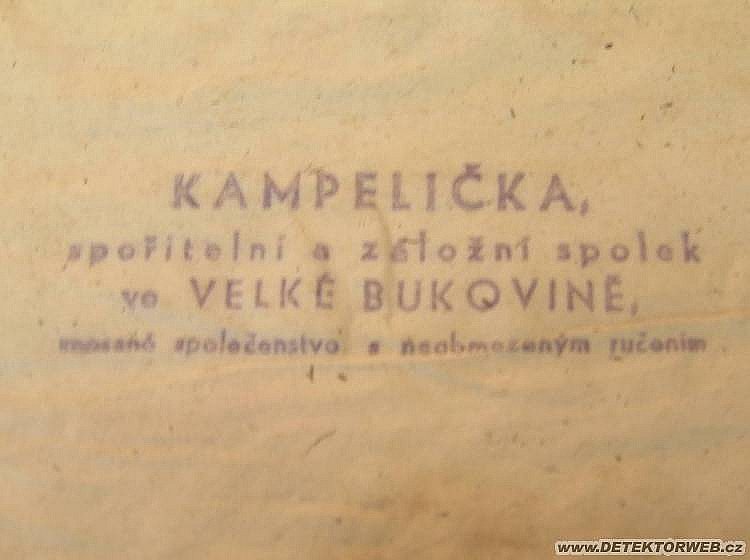 KAMPELIČKA,
spořitelní a záložní spolek
ve VELKÉ BUKOVINĚ,
zapsané společenstvo s neobmezeným ručením
www.DETEKTORWEB.cz